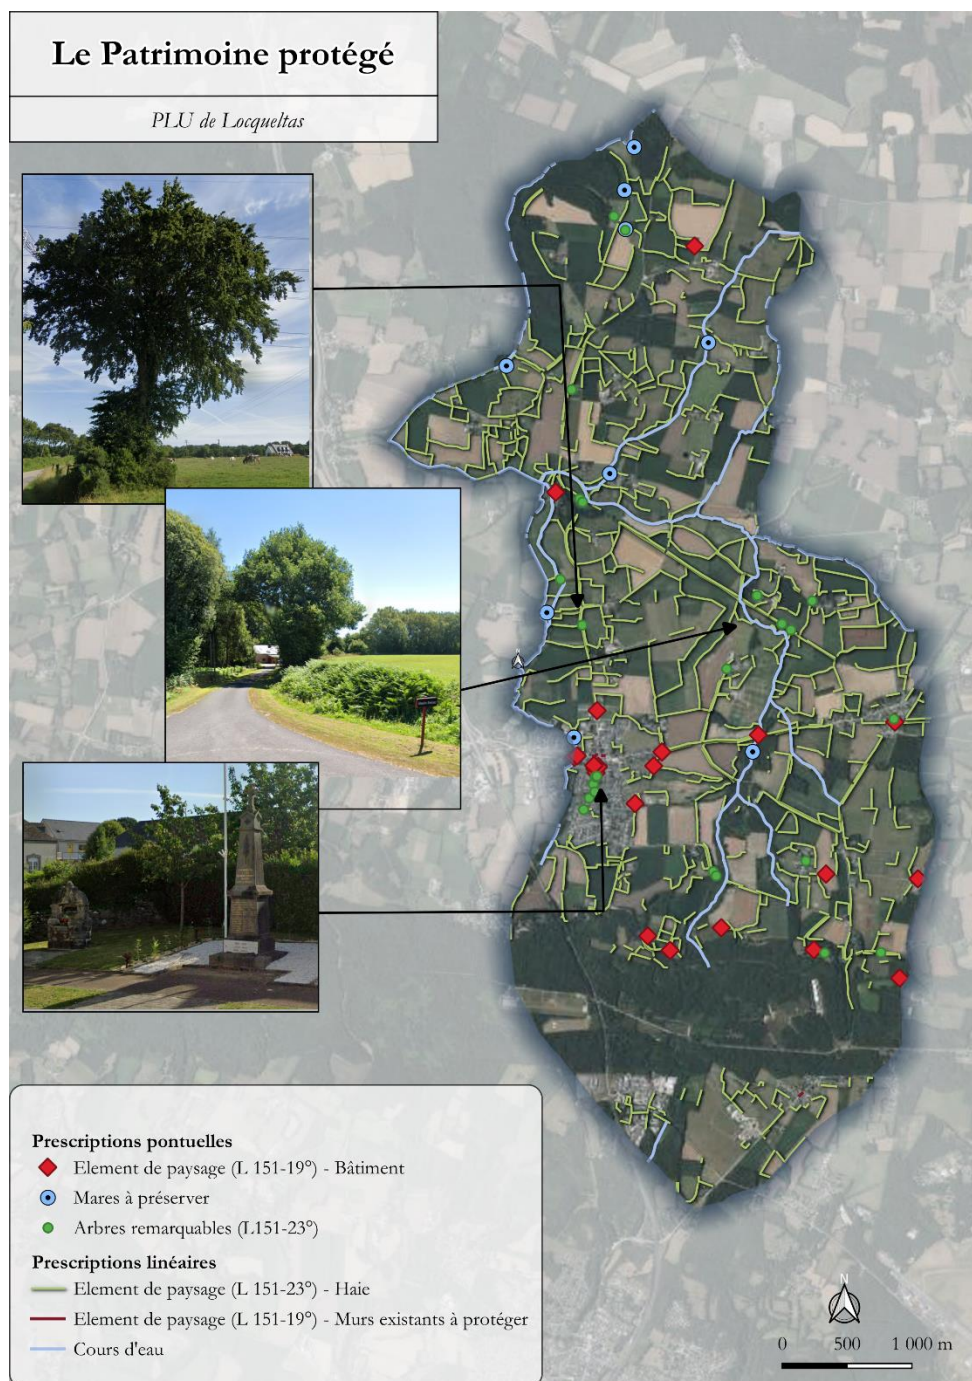 Le Patrimoine protégé
PLU de Locqueltas
Prescriptions pontuelles
Element de paysage (L 151-19°) - Bâtiment
Mares à préserver
Arbres remarquables (L151-23°)
Prescriptions linéaires
Element de paysage (L 151-23°) - Haie
Element de paysage (L 151-19°) - Murs existants à protéger
Cours d'eau
N
0 500 1 000 m